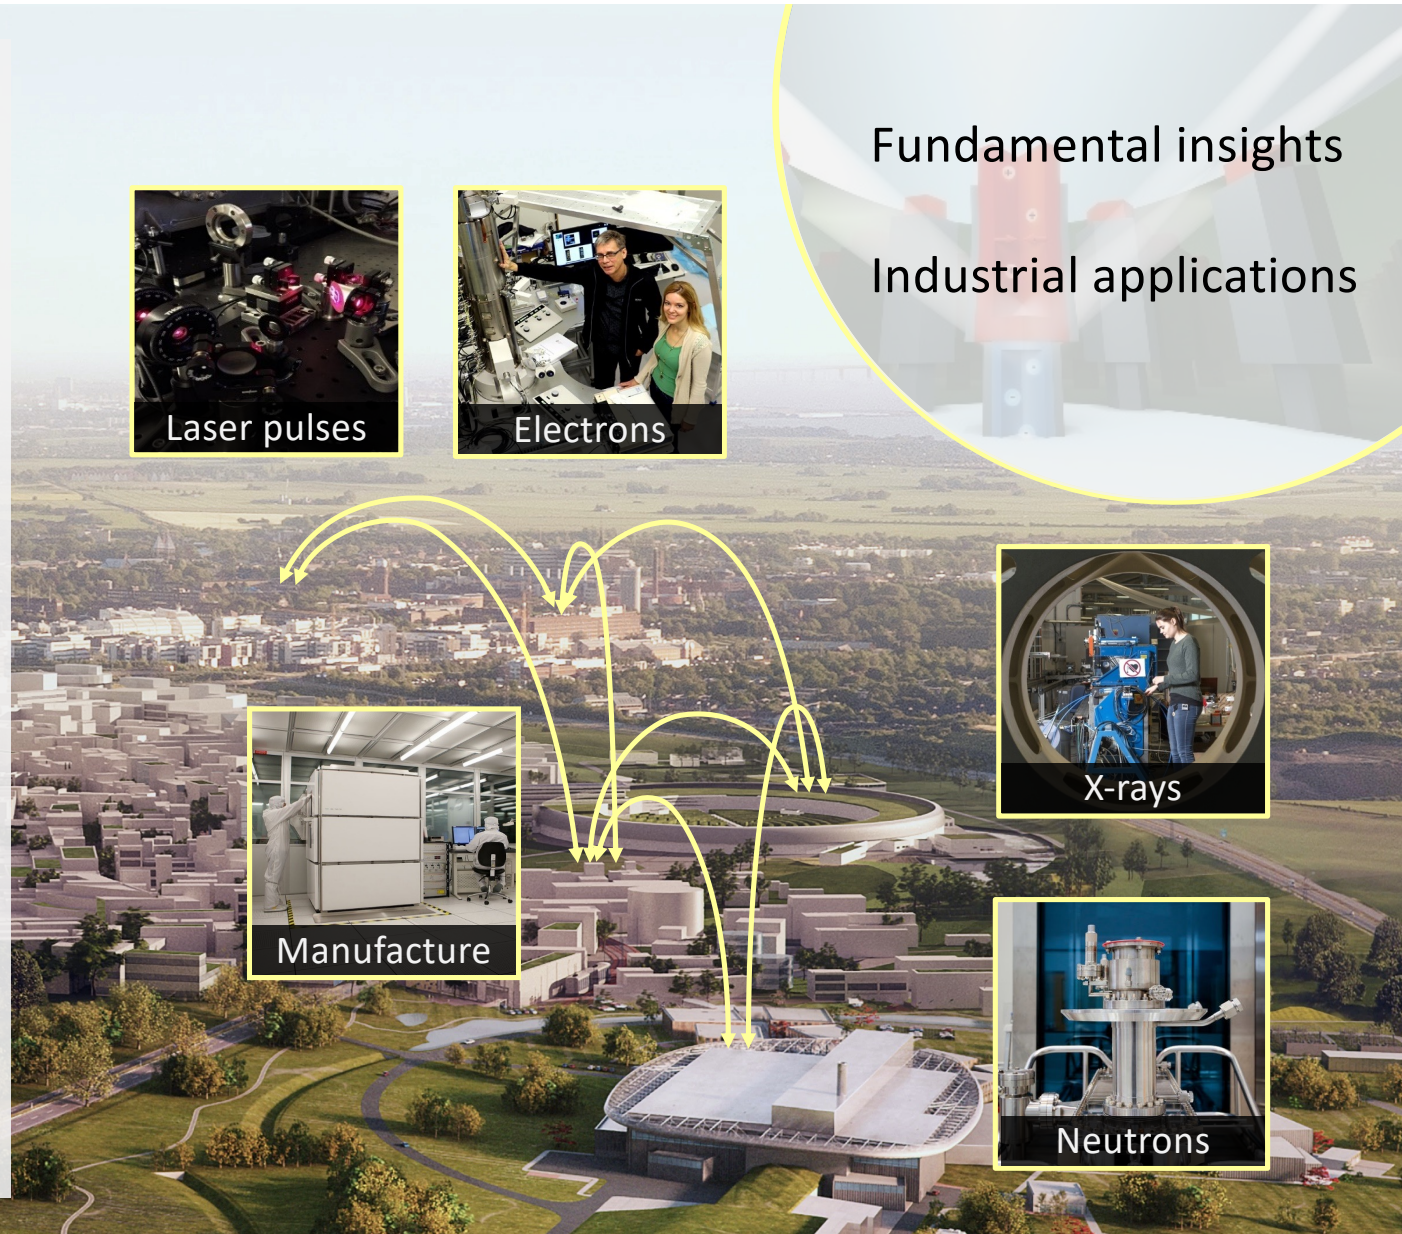 Fundamental insights
Industrial applications
Laser pulses
Electrons
X-rays
Manufacture
Neutrons